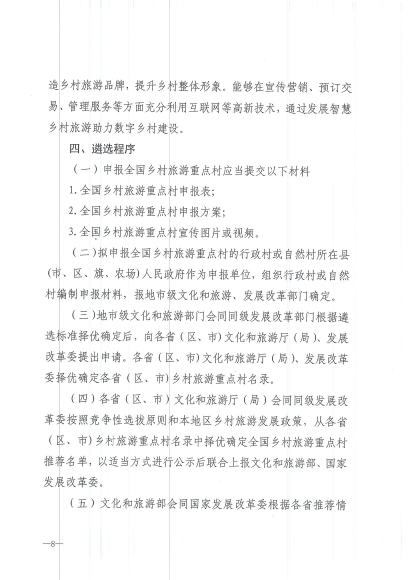 造乡村旅游品牌，提升乡村整体形象。能够在宣传营销、预订交
易、管理服务等方面充分利用互联网等高新技术，通过发展智慧
乡村旅游助力数字乡村建设。
四、遴选程序
（一）申报全国乡村旅游重点村应当提交以下材料
1.全国乡村旅游重点村申报表；
2.全国乡村旅游重点村申报方案；
3.全国乡村旅游重点村宣传图片或视频。
（二）拟申报全国乡村旅游重点村的行政村或自然村所在县
（市、区、旗、农场）人民政府作为申报单位，组织行政村或自然
村编制申报材料，报地市级文化和旅游、发展改革部门确定。
（三）地市级文化和旅游部门会同同级发展改革部门根据遴
选标准择优确定后，向各省（区、市）文化和旅游厅（局）、发展
改革委提出申请。各省（区、市）文化和旅游厅（局）、发展改革
委择优确定各省（区、市）乡村旅游重点村名录。
（四）各省（区、市）文化和旅游厅（局）会同同级发展改
革委按照竞争性选拔原则和本地区乡村旅游发展政策，从各省
（区、市）乡村旅游重点村名录中择优确定全国乡村旅游重点村
推荐名单，以适当方式进行公示后联合上报文化和旅游部、国家
发展改革委。
（五）文化和旅游部会同国家发展改革委根据各省推荐情
—8—